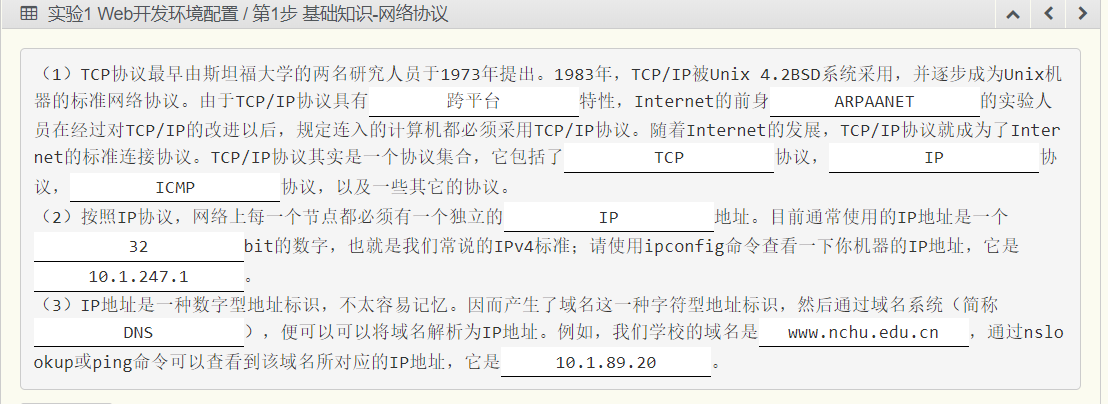 实验1 Web开发环境配置 / 第1步 基础知识-网络协议
（1）TCP协议最早由斯坦福大学的两名研究人员于1973年提出。1983年，TCP/IP被Unix 4.2BSD系统采用，并逐步成为Unix机
器的标准网络协议。由于TCP/IP协议具有 跨平台 特性，Internet的前身 ARPAANET 的实验人
员在经过对TCP/IP的改进以后，规定连入的计算机都必须采用TCP/IP协议。随着Internet的发展，TCP/IP协议就成为了Inter
net的标准连接协议。TCP/IP协议其实是一个协议集合，它包括了 TCP 协议， IP 协
议， ICMP 协议，以及一些其它的协议。
（2）按照IP协议，网络上每一个节点都必须有一个独立的 IP 地址。目前通常使用的IP地址是一个
32 bit的数字，也就是我们常说的IPv4标准；请使用ipconfig命令查看一下你机器的IP地址，它是
10.1.247.1 。
（3）IP地址是一种数字型地址标识，不太容易记忆。因而产生了域名这一种字符型地址标识，然后通过域名系统（简称
DNS ），便可以可以将域名解析为IP地址。例如，我们学校的域名是 www.nchu.edu.cn ，通过nslo
okup或ping命令可以查看到该域名所对应的IP地址，它是 10.1.89.20 。